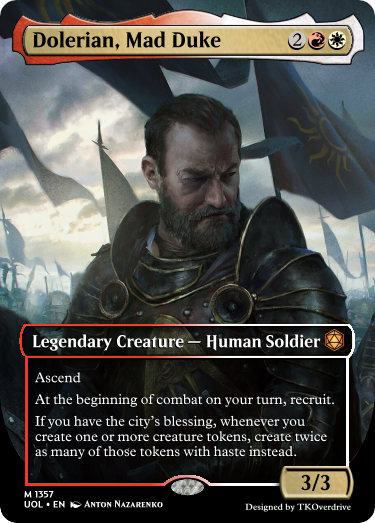 Dolerian, Mad Duke 2
Legendary Creature — Human Soldier
Ascend
At the beginning of combat on your turn, recruit.
If you have the city's blessing, whenever you
create one or more creature tokens, create twice
as many of those tokens with haste instead.
3/3
M 1357
UOL • EN Anton Nazarenko
Designed by TKOverdrive